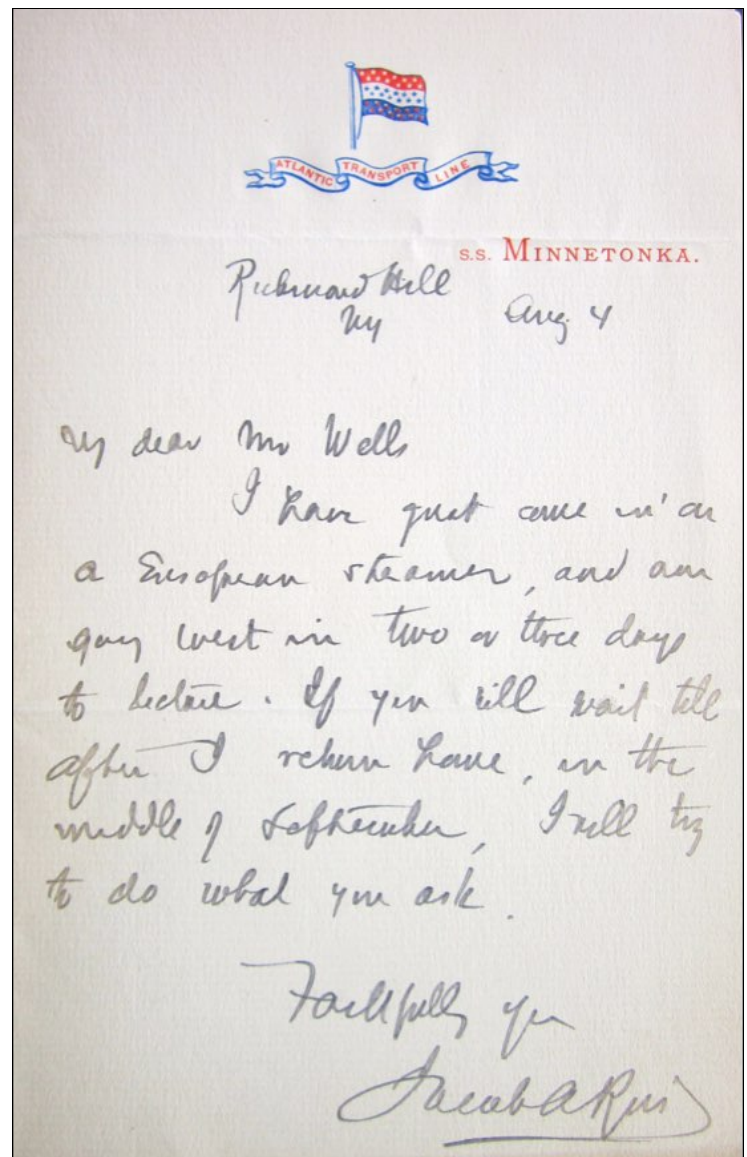 ATLANTIC TRANSPORT LINE
S.S. MINNETONKA.
Richmond Hill
NY Aug 4
My dear Mr Wells
I have just come in on
a European steamer, and am
going west in two or three days
to lecture. If you will wait till
after I return home, in the
middle of September, I will try
to do what you ask.
Faithfully yours
Jacob A Riis